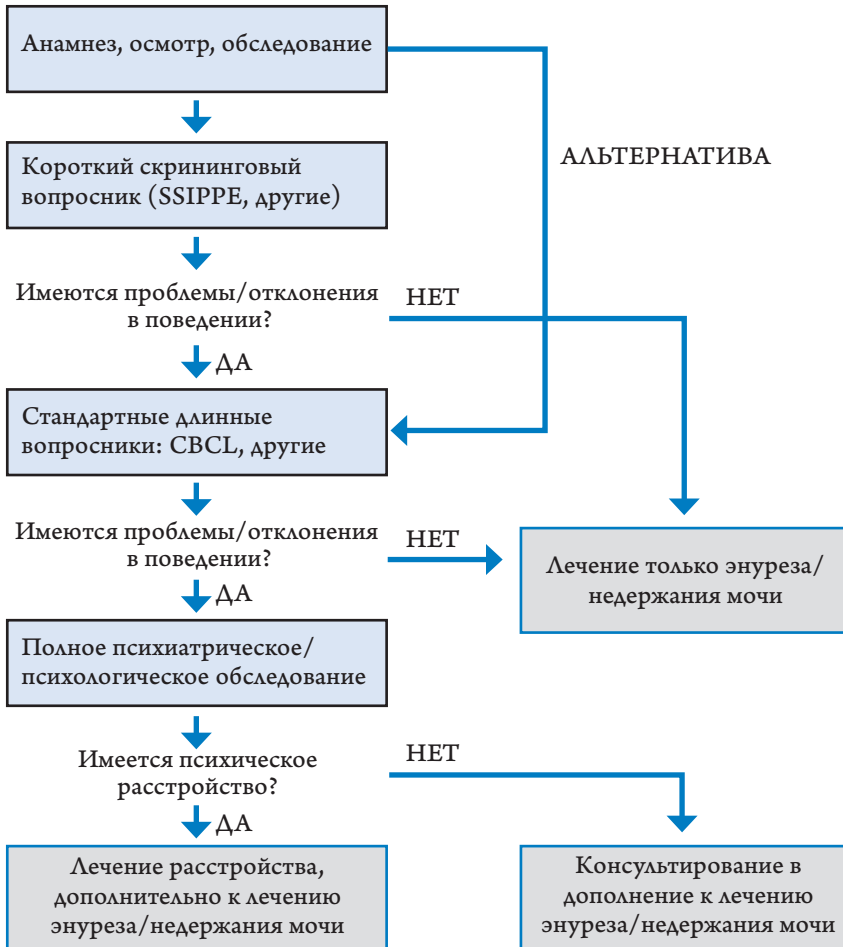 Анамнез, осмотр, обследование
АЛЬТЕРНАТИВА
Короткий скрининговый
вопросник (SSIPPE, другие)
Имеются проблемы/отклонения
в поведении?
НЕТ
ДА
Стандартные длинные
вопросники: CBCL, другие
Имеются проблемы/отклонения
в поведении?
НЕТ
Лечение только энуреза/
недержания мочи
ДА
Полное психиатрическое/
психологическое обследование
Имеется психическое
расстройство?
НЕТ
ДА
Лечение расстройства,
дополнительно к лечению
энуреза/недержания мочи
Консультирование в
дополнение к лечению
энуреза/недержания мочи